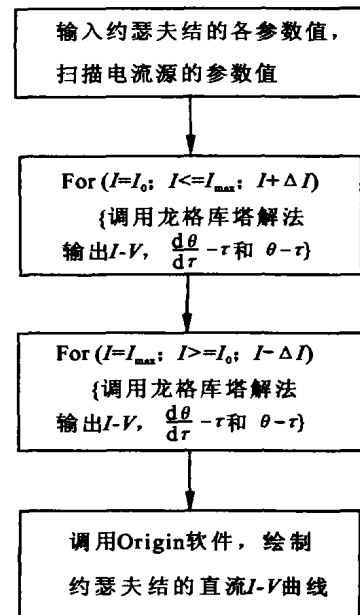 输入约瑟夫结的各参数值，
扫描电流源的参数值
For (I=I₀; I<=Iₘₐₓ; I+ΔI)
{调用龙格库塔解法
输出I-V, dθ/dτ -τ和 θ-τ}
For (I=Iₘₐₓ; I>=I₀; I-ΔI)
{调用龙格库塔解法
输出I-V, dθ/dτ -τ和 θ-τ}
调用Origin软件，绘制
约瑟夫结的直流I-V曲线